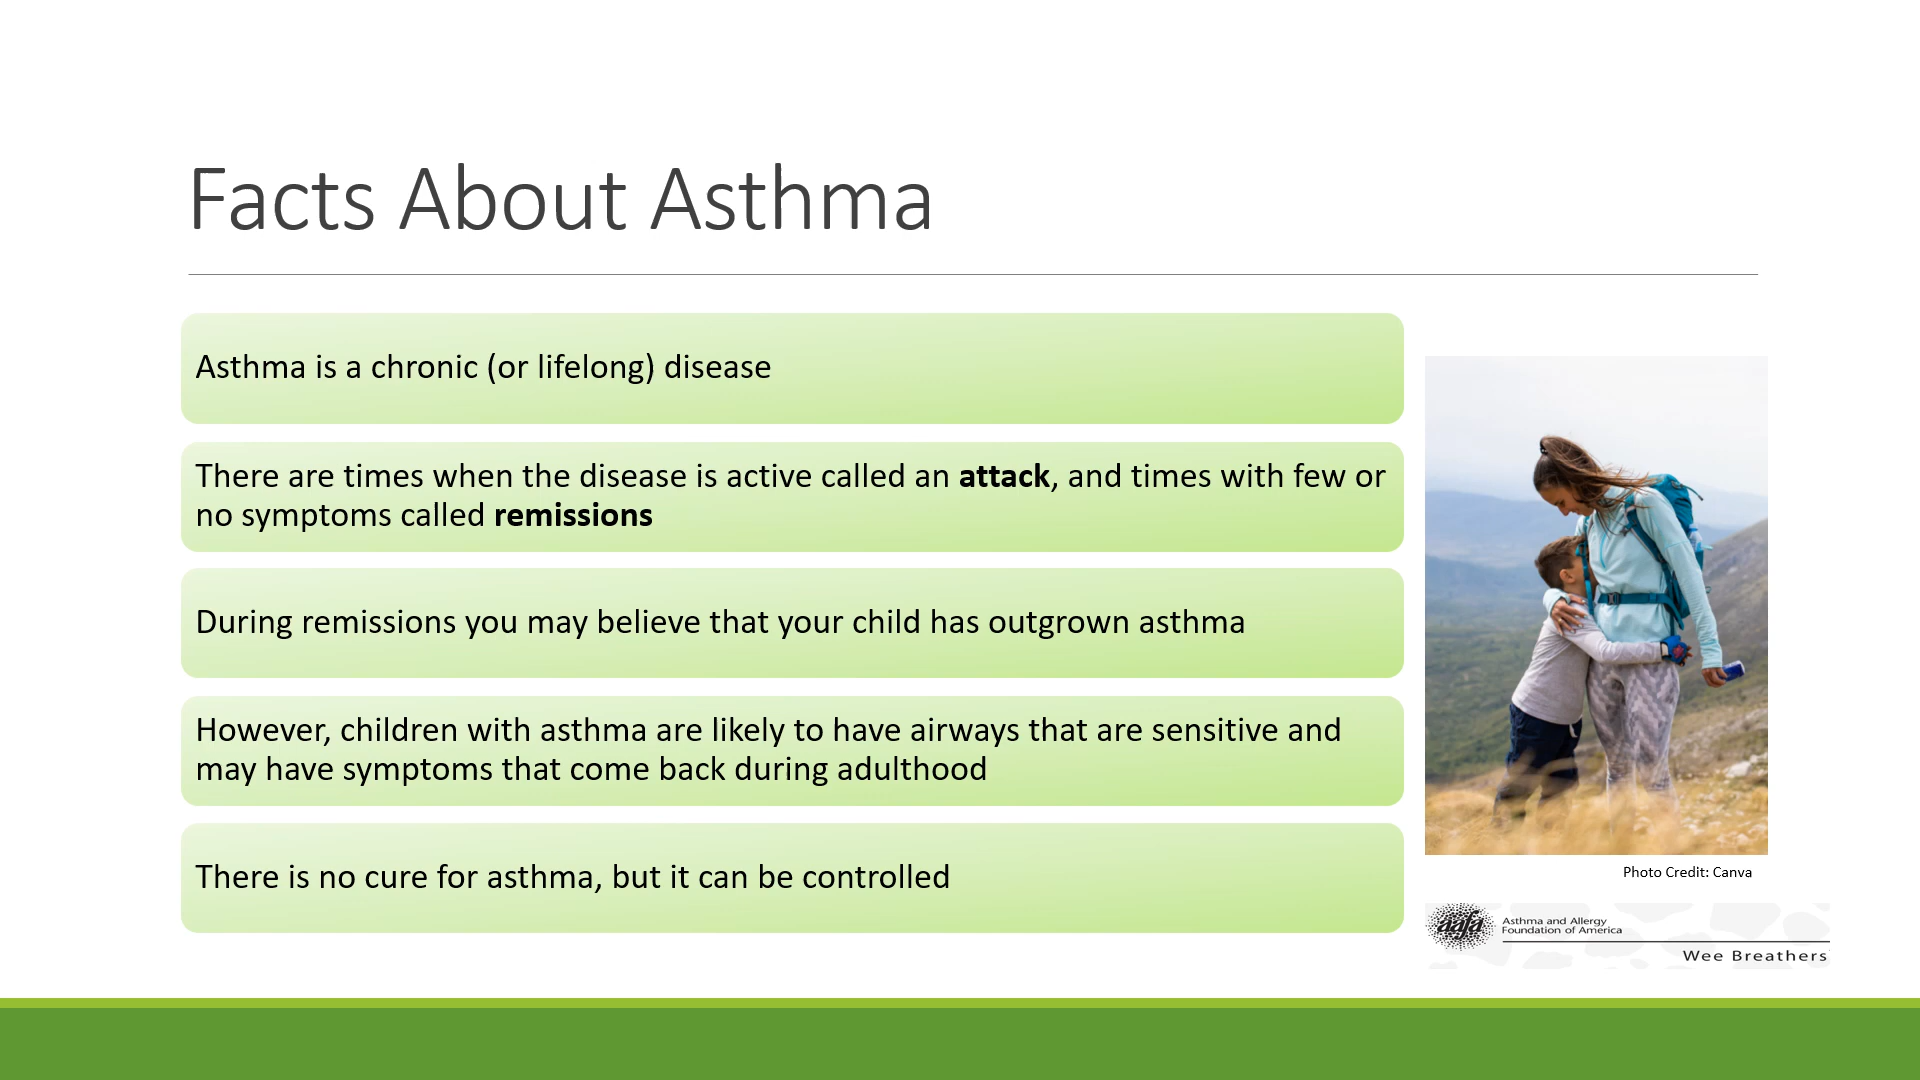 Facts About Asthma
Asthma is a chronic (or lifelong) disease
There are times when the disease is active called an attack, and times with few or
no symptoms called remissions
During remissions you may believe that your child has outgrown asthma
However, children with asthma are likely to have airways that are sensitive and
may have symptoms that come back during adulthood
There is no cure for asthma, but it can be controlled
Photo Credit: Canva
aafa
Asthma and Allergy
Foundation of America
Wee Breathers